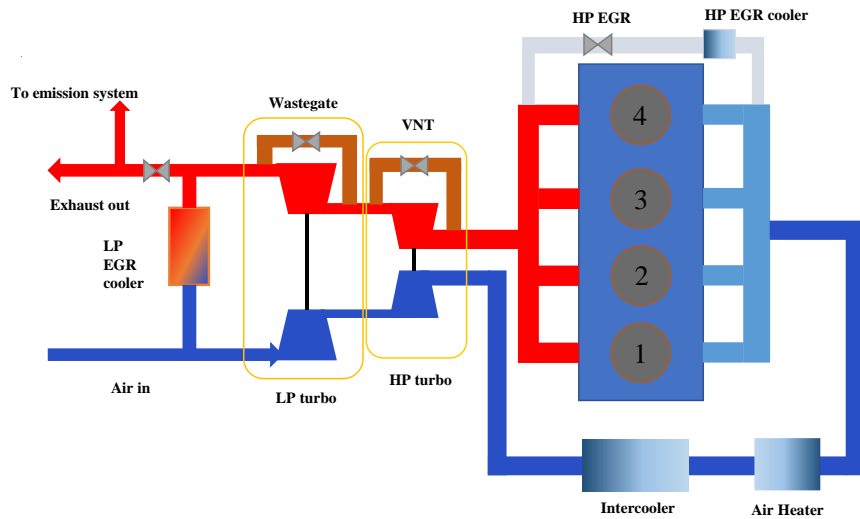 HP EGR
HP EGR cooler
To emission system
Wastegate
VNT
4
Exhaust out
3
LP
EGR
cooler
2
1
Air in
LP turbo
HP turbo
Intercooler
Air Heater